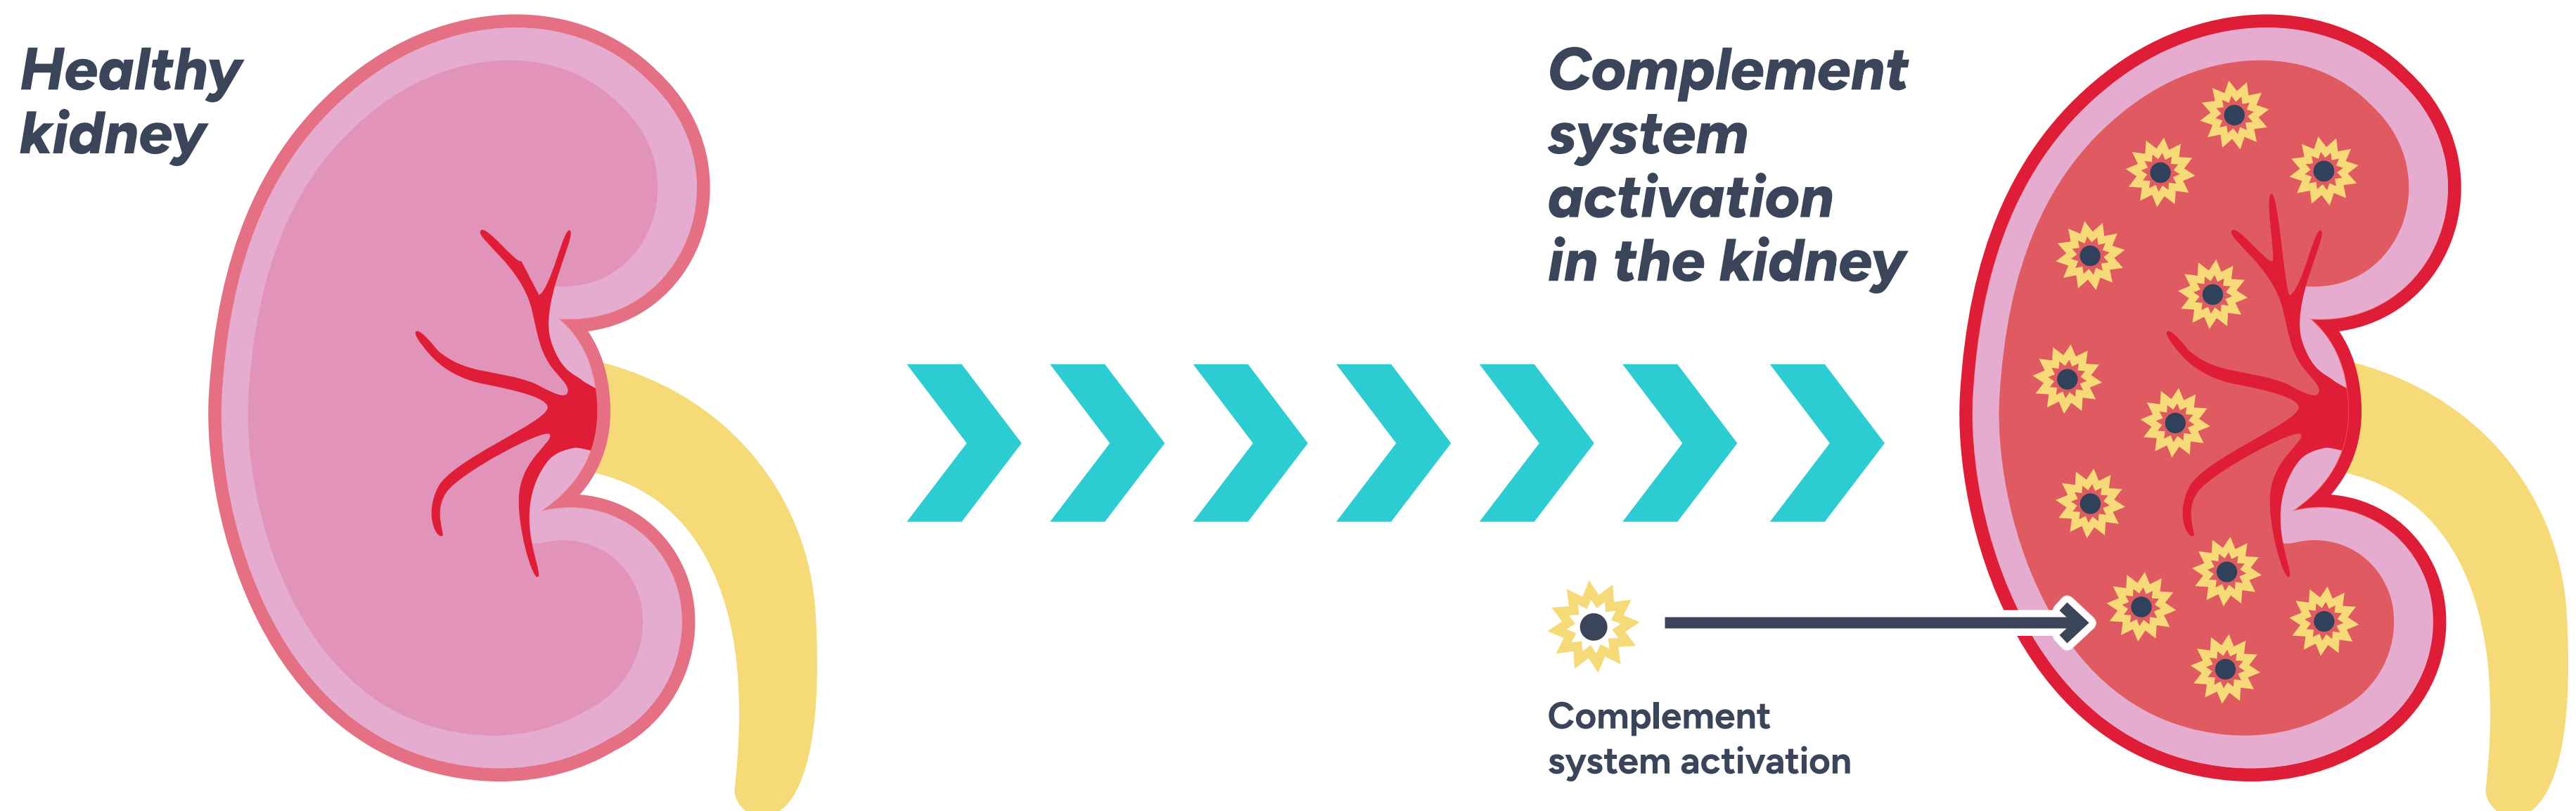 Healthy
kidney
Complement
system
activation
in the kidney
Complement
system activation